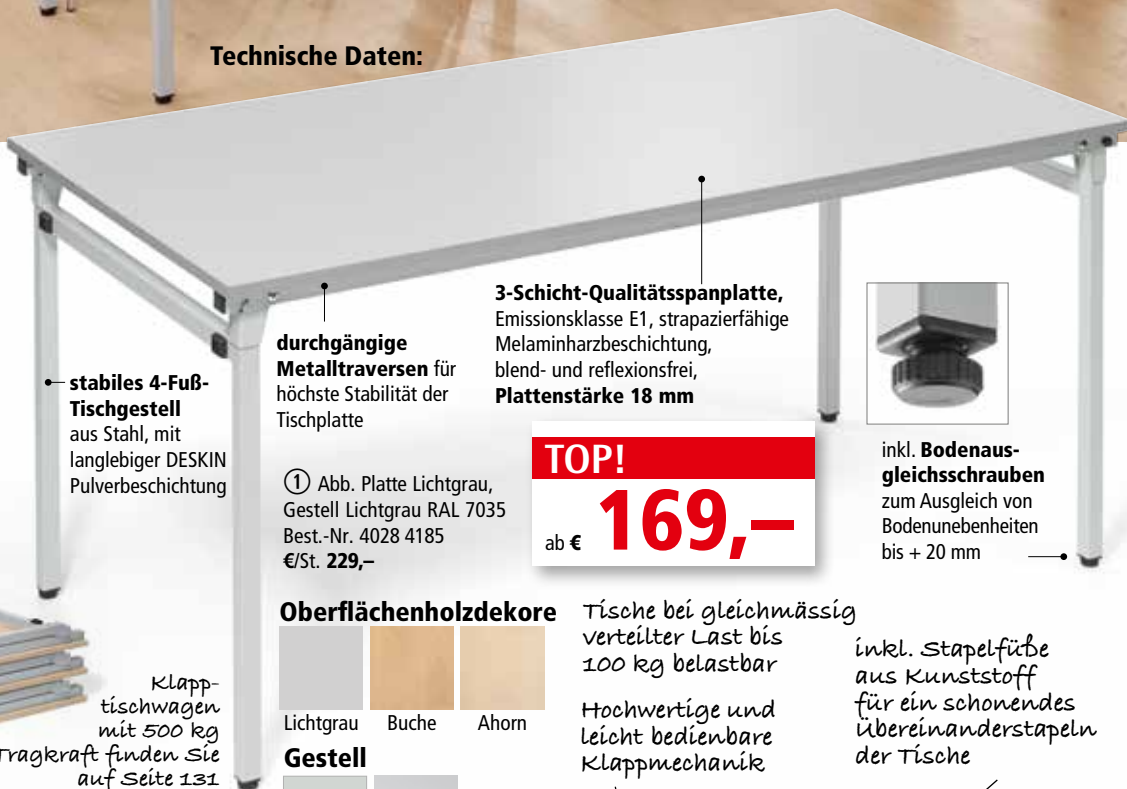 Technische Daten:
stabiles 4-Fuß-
Tischgestell
aus Stahl, mit
langlebiger DESKIN
Pulverbeschichtung
durchgängige
Metalltraversen für
höchste Stabilität der
Tischplatte
3-Schicht-Qualitätsspanplatte,
Emissionsklasse E1, strapazierfähige
Melaminharzbeschichtung,
blend- und reflexionsfrei,
Plattenstärke 18 mm
inkl. Bodenaus-
gleichsschrauben
zum Ausgleich von
Bodenunebenheiten
bis + 20 mm
① Abb. Platte Lichtgrau,
Gestell Lichtgrau RAL 7035
Best.-Nr. 4028 4185
€/St. 229,–
TOP!
ab € 169,–
Oberflächenholzdekore
Lichtgrau Buche Ahorn
Gestell
Klapp-
tischwagen
mit 500 kg
Tragkraft finden Sie
auf Seite 131
Tische bei gleichmässig
verteilter Last bis
100 kg belastbar
Hochwertige und
leicht bedienbare
Klappmechanik
inkl. Stapelfüße
aus Kunststoff
für ein schonendes
Übereinanderstapeln
der Tische